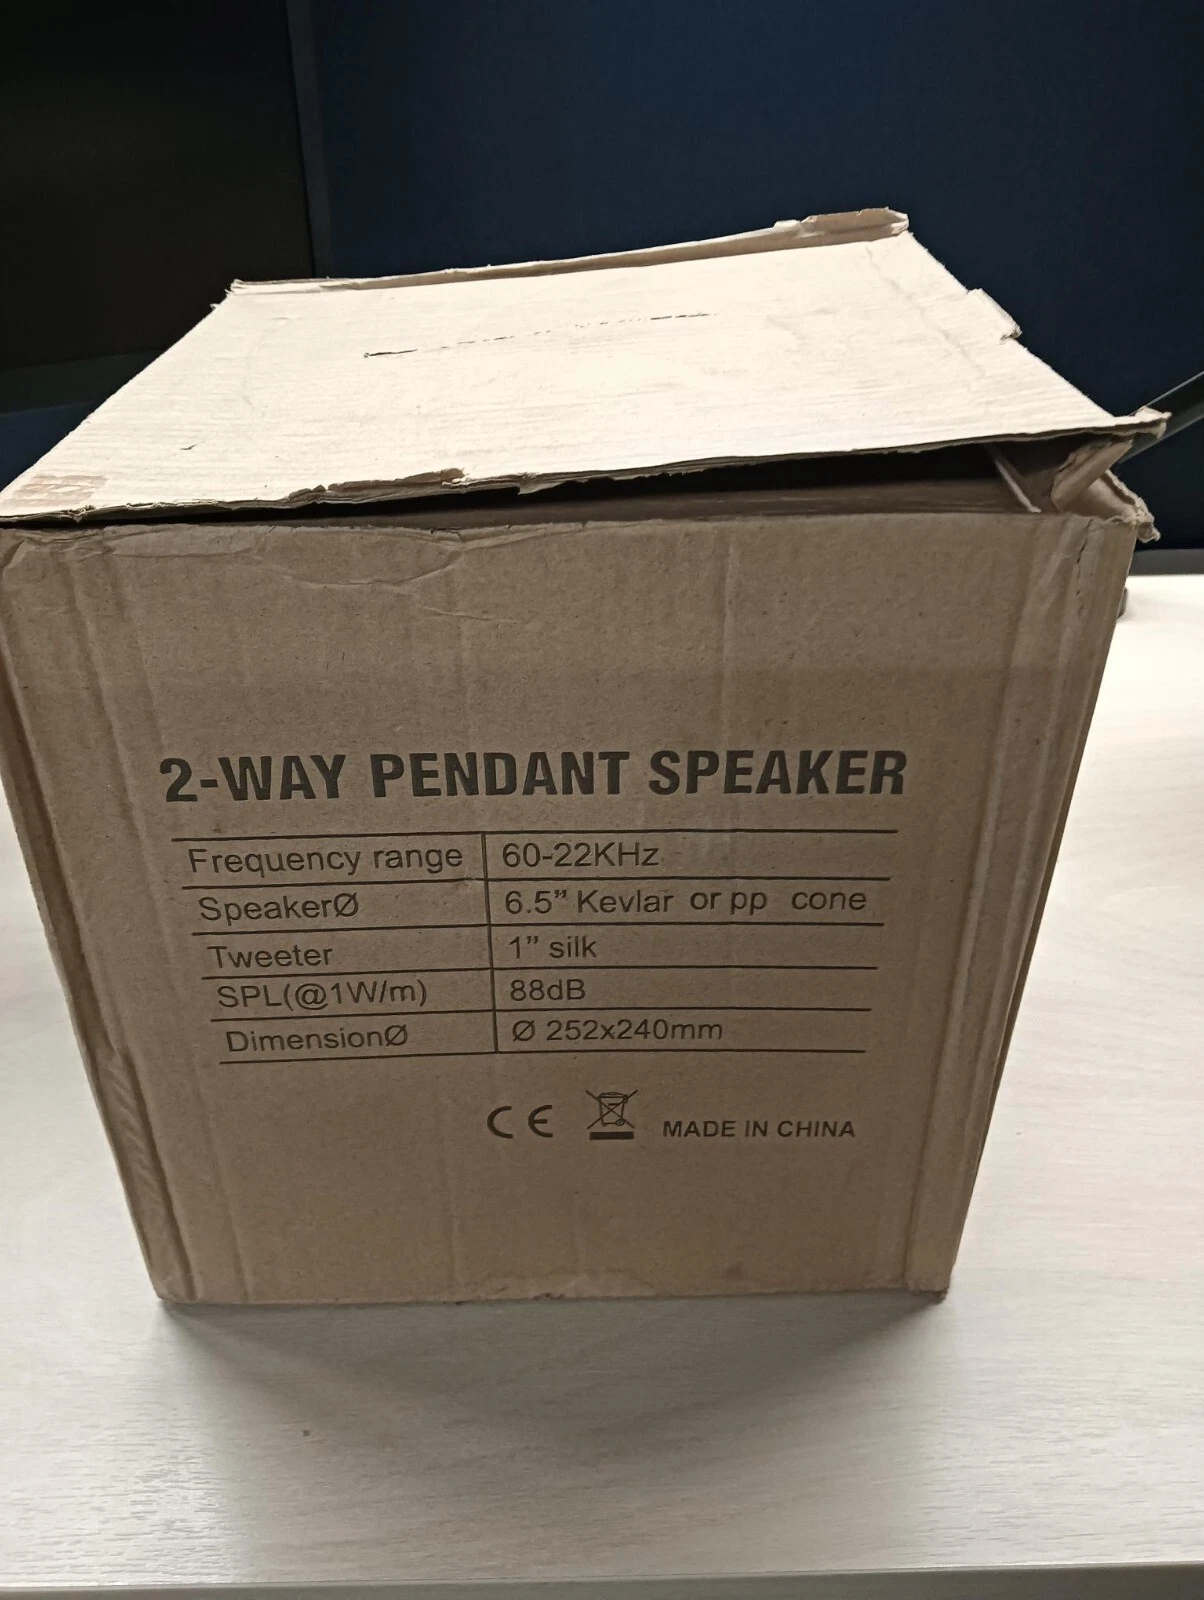 2-WAY PENDANT SPEAKER
Frequency range 60-22KHz
SpeakerØ 6.5” Kevlar or pp cone
Tweeter 1” silk
SPL(@1W/m) 88dB
DimensionØ Ø 252x240mm
CE MADE IN CHINA